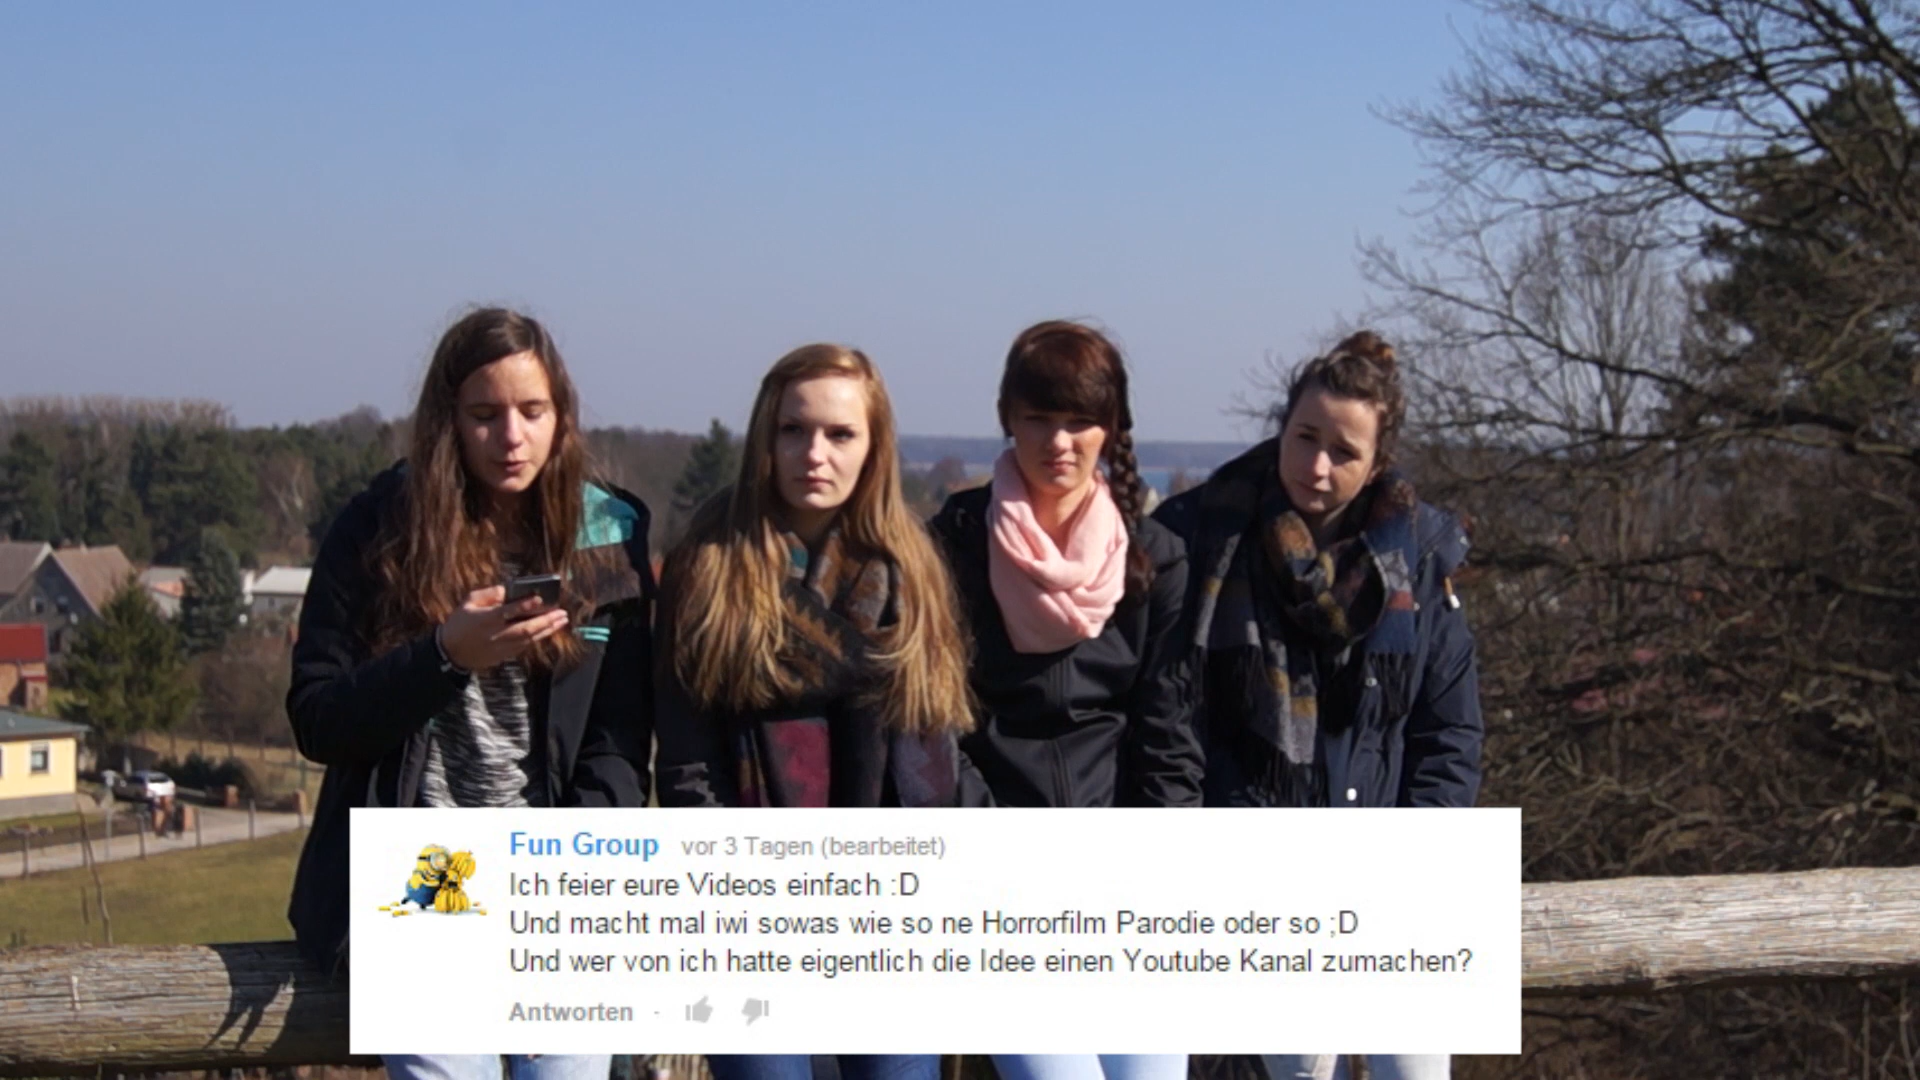 Fun Group vor 3 Tagen (bearbeitet)
Ich feier eure Videos einfach :D
Und macht mal iwi sowas wie so ne Horrorfilm Parodie oder so ;D
Und wer von ich hatte eigentlich die Idee einen Youtube Kanal zumachen?
Antworten ·